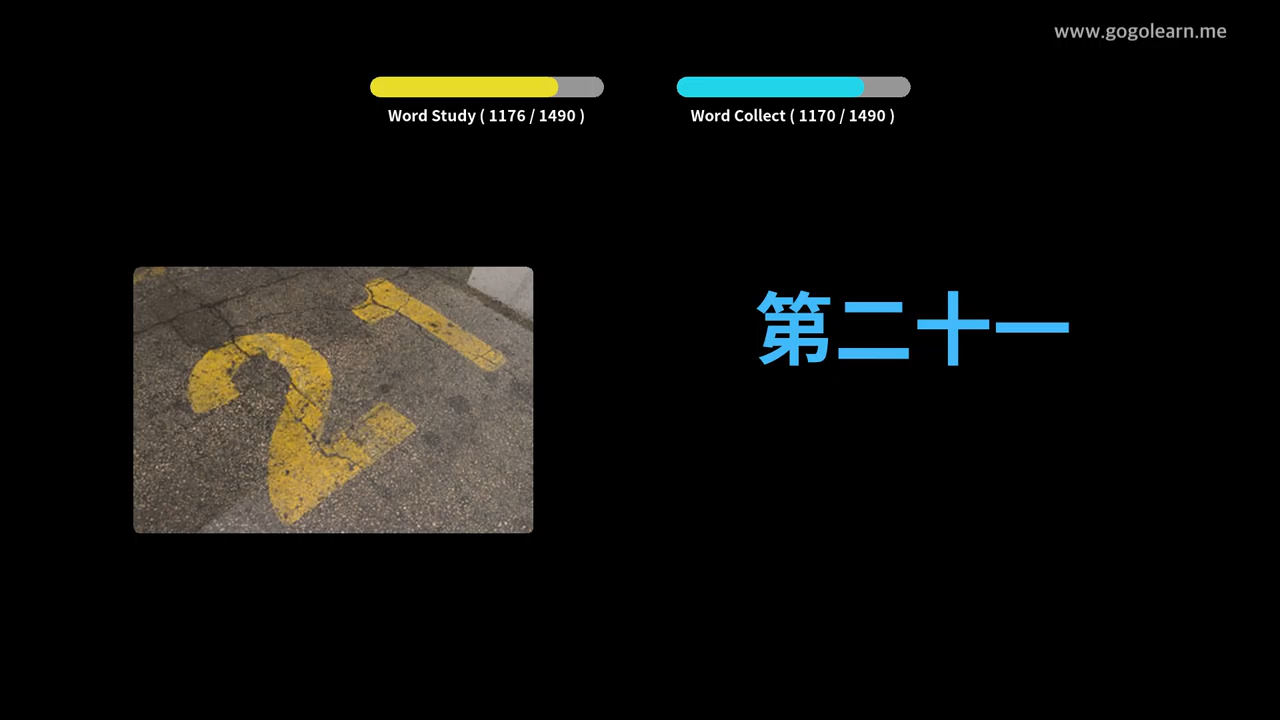 www.gogolearn.me
Word Study ( 1176 / 1490 )
Word Collect ( 1170 / 1490 )
21
第二十一